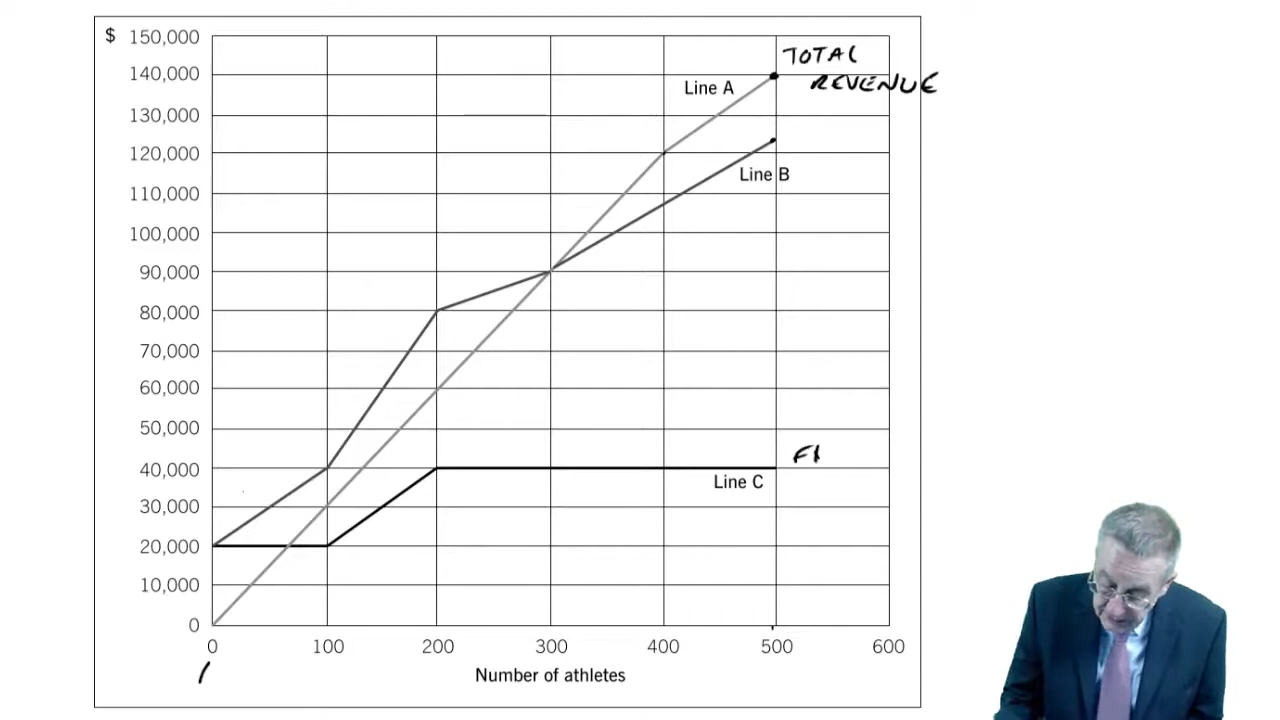 $ 150,000
TOTAL
140,000
Line A
REVENUE
130,000
120,000
Line B
110,000
100,000
90,000
80,000
70,000
60,000
50,000
40,000
Line C
30,000
20,000
10,000
0
0 100 200 300 400 500 600
Number of athletes